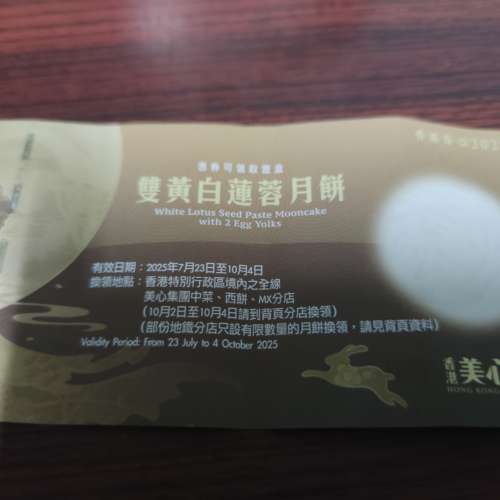 雙黃白蓮蓉月餅
White Lotus Seed Paste Mooncake
with 2 Egg Yolks
有效日期：2025年7月23日至10月4日
換領地點：香港特別行政區境內之全線
美心集團中菜、西餅、MX分店
（10月2日至10月4日請到背頁分店換領）
（部份地鐵分店只設有限數量的月餅換領，請見背頁資料）
Validity Period: From 23 July to 4 October 2025
香港 美心
HONG KONG